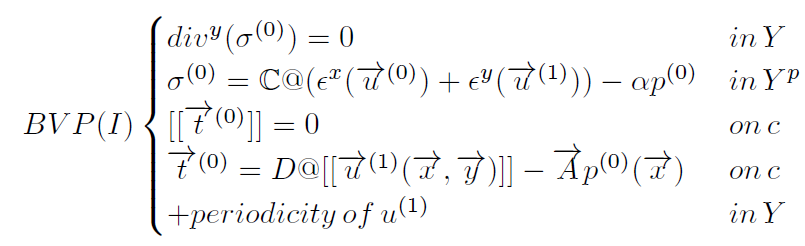 BVP(I)
div^y(σ^(0)) = 0 in Y
σ^(0) = ℂ@(ϵ^x(u⃗^(0)) + ϵ^y(u⃗^(1))) − αp^(0) in Y^p
[[t⃗^(0)]] = 0 on c
t⃗^(0) = D@[[u⃗^(1)(x⃗, y⃗)]] − A⃗p^(0)(x⃗) on c
+periodicity of u^(1) in Y